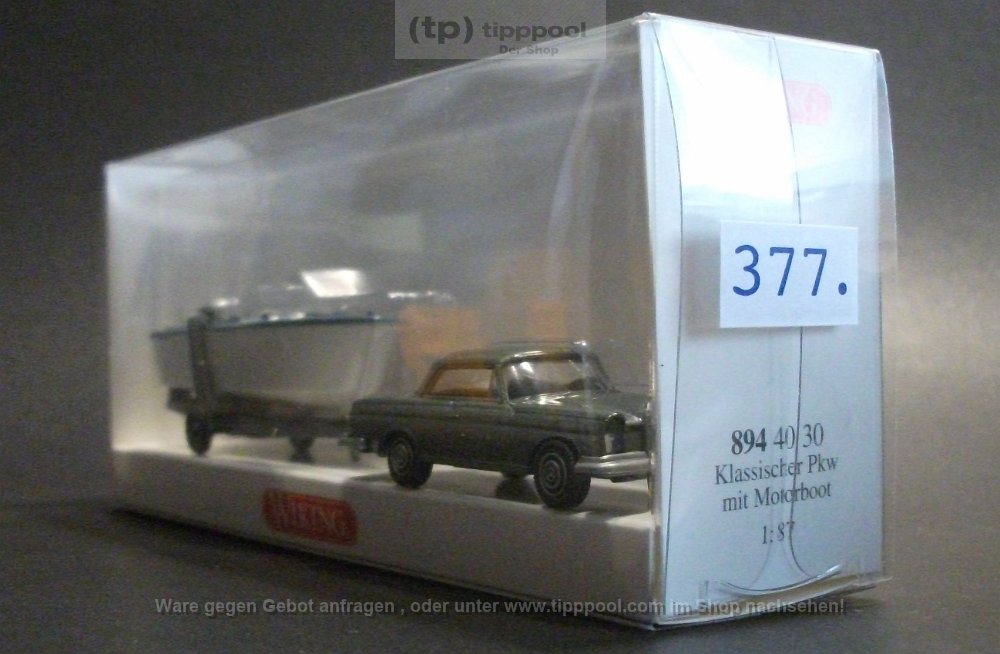 (tp) tipppool
Der Shop
377.
894 40 30
Klassischer Pkw
mit Motorboot
1:87
WIKING
Ware gegen Gebot anfragen , oder unter www.tipppool.com im Shop nachsehen!